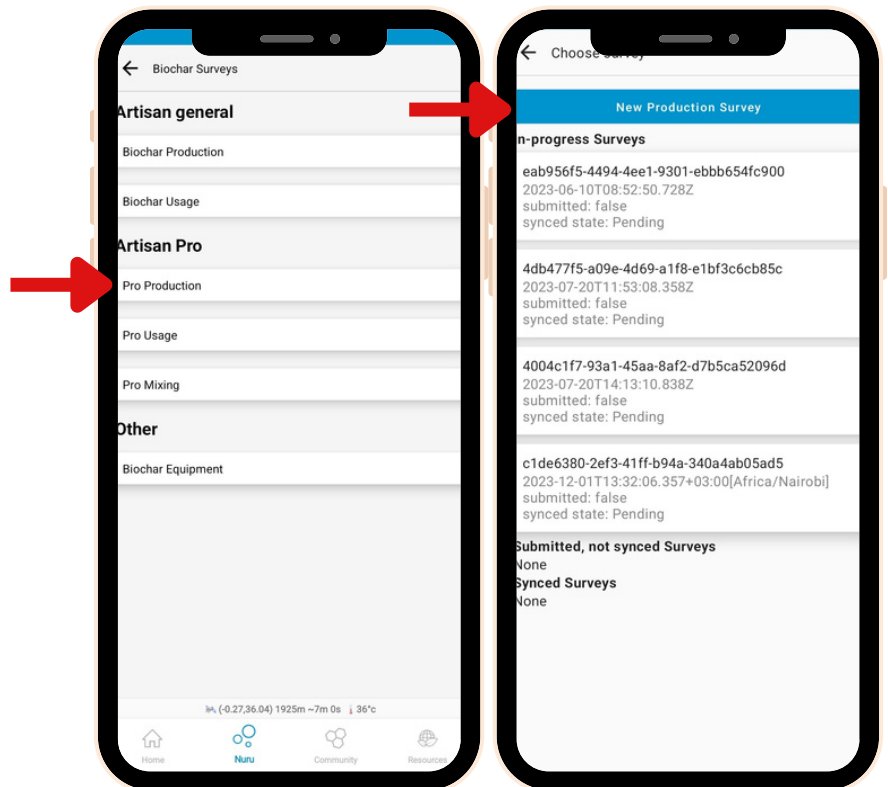 Biochar Surveys
Artisan general
Biochar Production
Biochar Usage
Artisan Pro
Pro Production
Pro Usage
Pro Mixing
Other
Biochar Equipment
(-0.27,36.04) 1925m ~7m 0s 36°c
Home
Nuru
Community
Resources
Choose survey
New Production Survey
n-progress Surveys
eab956f5-4494-4ee1-9301-ebbb654fc900
2023-06-10T08:52:50.728Z
submitted: false
synced state: Pending
4db477f5-a09e-4d69-a1f8-e1bf3c6cb85c
2023-07-20T11:53:08.358Z
submitted: false
synced state: Pending
4004c1f7-93a1-45aa-8af2-d7b5ca52096d
2023-07-20T14:13:10.838Z
submitted: false
synced state: Pending
c1de6380-2ef3-41ff-b94a-340a4ab05ad5
2023-12-01T13:32:06.357+03:00[Africa/Nairobi]
submitted: false
synced state: Pending
Submitted, not synced Surveys
None
Synced Surveys
None